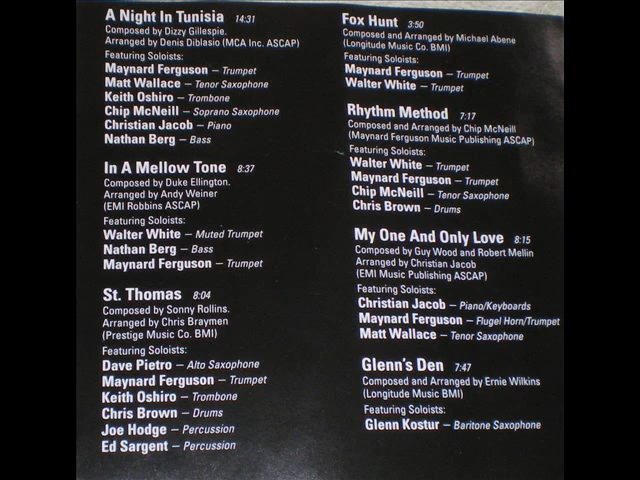 A Night In Tunisia 14:31
Composed by Dizzy Gillespie.
Arranged by Denis Diblasio (MCA Inc. ASCAP)
Featuring Soloists:
Maynard Ferguson – Trumpet
Matt Wallace – Tenor Saxophone
Keith Oshiro – Trombone
Chip McNeill – Soprano Saxophone
Christian Jacob – Piano
Nathan Berg – Bass
In A Mellow Tone 8:37
Composed by Duke Ellington.
Arranged by Andy Weiner
(EMI Robbins ASCAP)
Featuring Soloists:
Walter White – Muted Trumpet
Nathan Berg – Bass
Maynard Ferguson – Trumpet
St. Thomas 8:04
Composed by Sonny Rollins.
Arranged by Chris Braymen
(Prestige Music Co. BMI)
Featuring Soloists:
Dave Pietro – Alto Saxophone
Maynard Ferguson – Trumpet
Keith Oshiro – Trombone
Chris Brown – Drums
Joe Hodge – Percussion
Ed Sargent – Percussion
Fox Hunt 3:50
Composed and Arranged by Michael Abene
(Longitude Music Co. BMI)
Featuring Soloists:
Maynard Ferguson – Trumpet
Walter White – Trumpet
Rhythm Method 7:17
Composed and Arranged by Chip McNeill
(Maynard Ferguson Music Publishing ASCAP)
Featuring Soloists:
Walter White – Trumpet
Maynard Ferguson – Trumpet
Chip McNeill – Tenor Saxophone
Chris Brown – Drums
My One And Only Love 8:15
Composed by Guy Wood and Robert Mellin
Arranged by Christian Jacob
(EMI Music Publishing ASCAP)
Featuring Soloists:
Christian Jacob – Piano/Keyboards
Maynard Ferguson – Flugel Horn/Trumpet
Matt Wallace – Tenor Saxophone
Glenn's Den 7:47
Composed and Arranged by Ernie Wilkins
(Longitude Music BMI)
Featuring Soloists:
Glenn Kostur – Baritone Saxophone